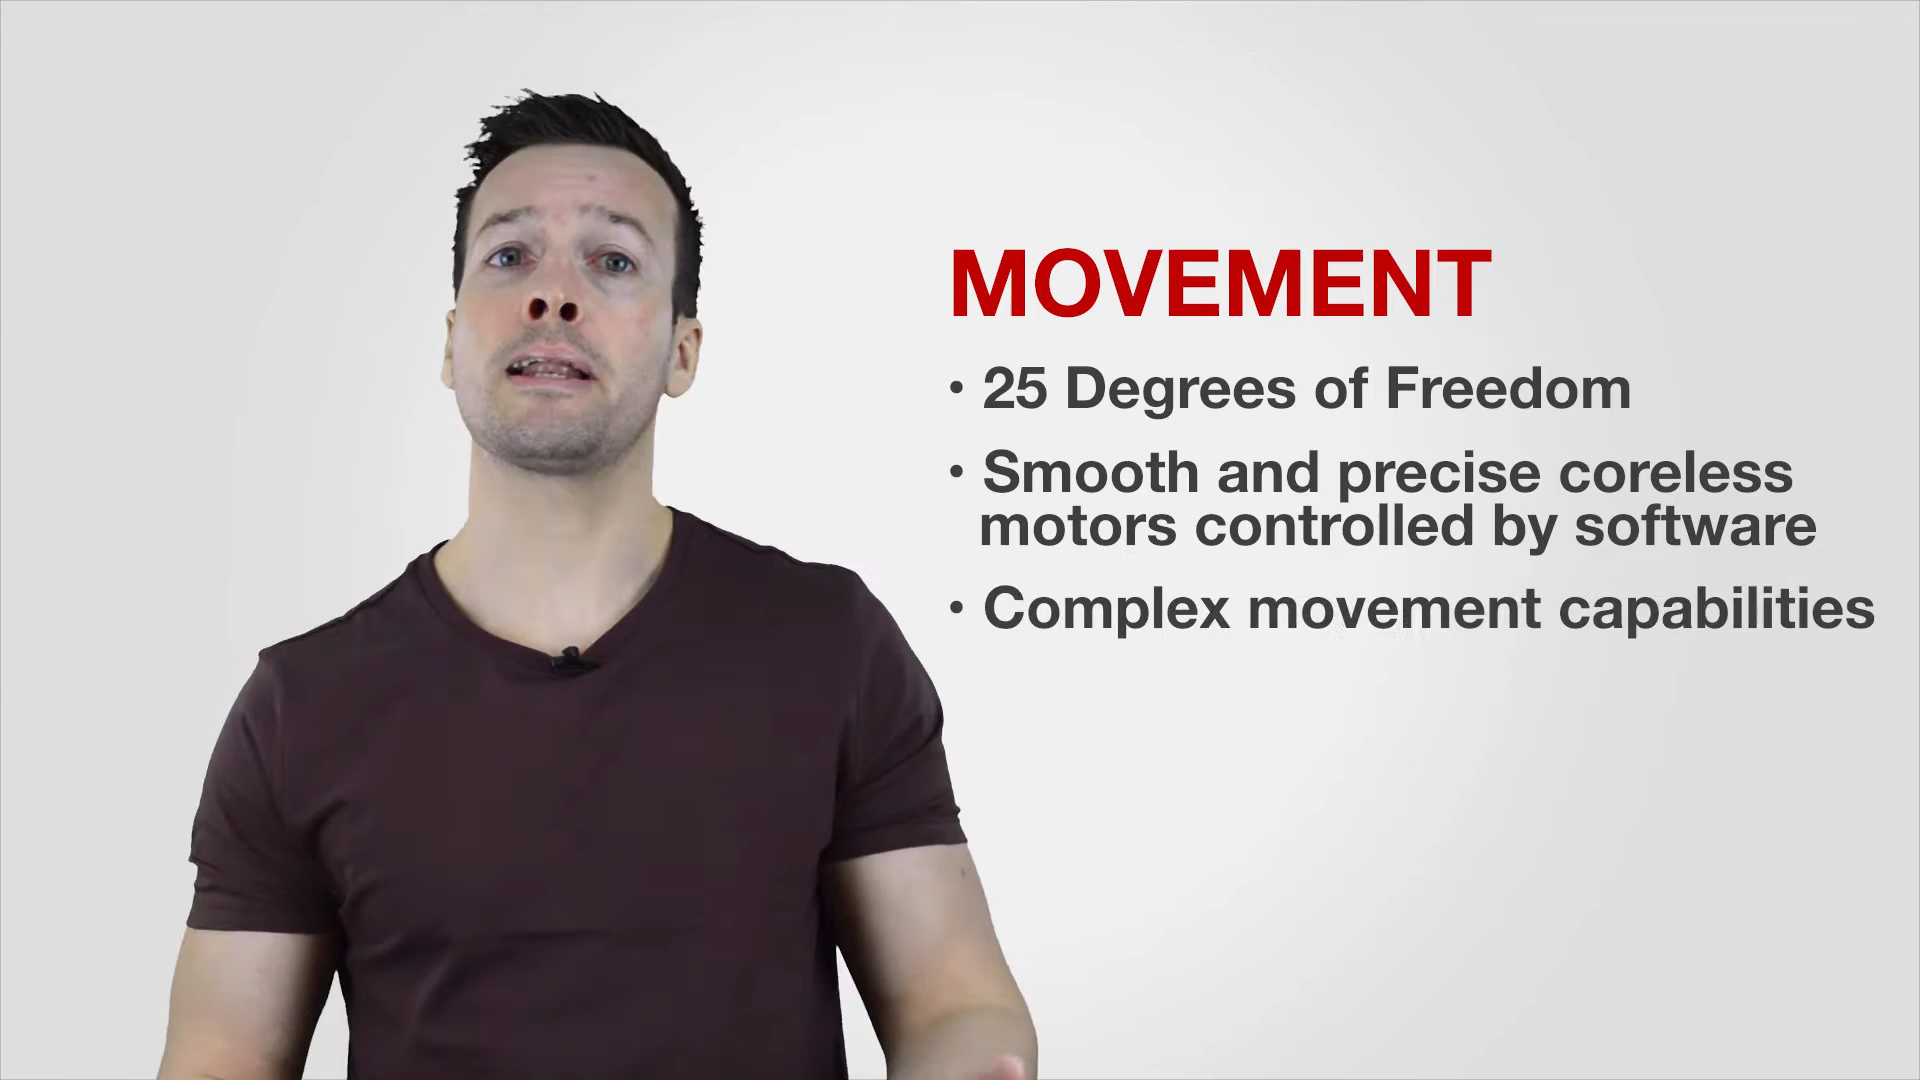 MOVEMENT
• 25 Degrees of Freedom
• Smooth and precise coreless
motors controlled by software
• Complex movement capabilities